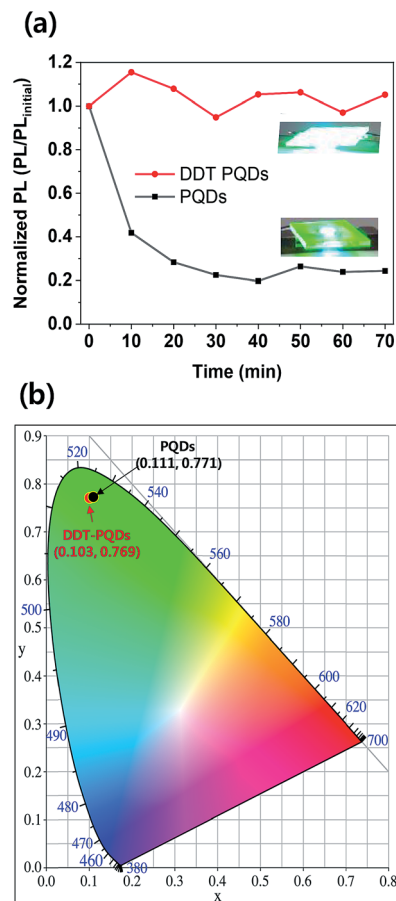 (a)
Normalized PL (PL/PLinitial)
1.2
1.0
0.8
0.6
0.4
0.2
0.0
DDT PQDs
PQDs
0 10 20 30 40 50 60 70
Time (min)
(b)
0.9
0.8
0.7
0.6
0.5
y
0.4
0.3
0.2
0.1
0.0
520
540
560
580
600
620
700
500
490
480
470
460
380
PQDs
(0.111, 0.771)
DDT-PQDs
(0.103, 0.769)
0.0 0.1 0.2 0.3 0.4 0.5 0.6 0.7 0.8
x